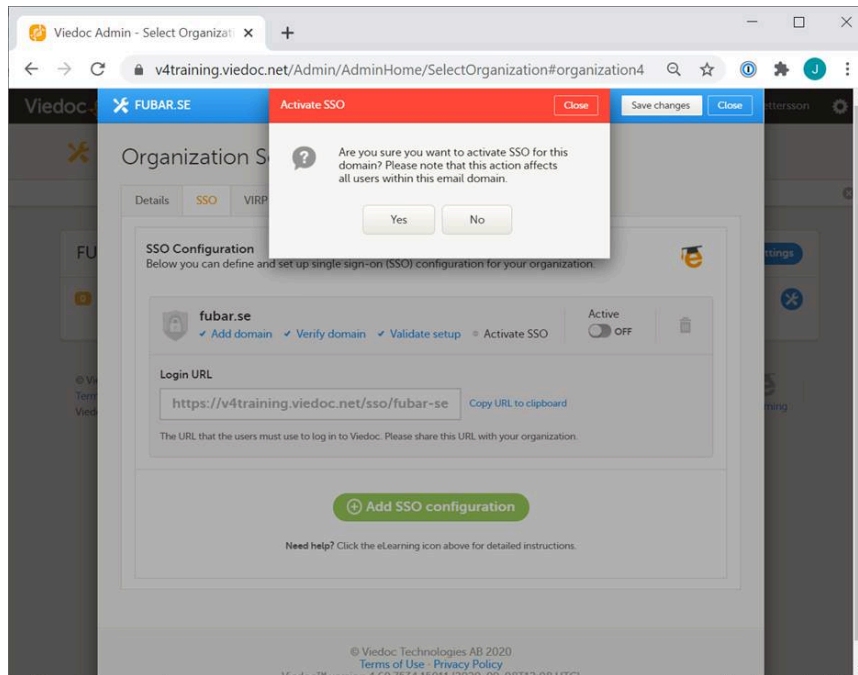 Viedoc Admin - Select Organizati
v4training.viedoc.net/Admin/AdminHome/SelectOrganization#organization4
J
Viedoc
FUBAR.SE
Activate SSO
Close
Save changes
Close
ettersson
Are you sure you want to activate SSO for this
domain? Please note that this action affects
all users within this email domain.
Yes
No
Organization S
Details
SSO
VIRP
FU
ttings
SSO Configuration
Below you can define and set up single sign-on (SSO) configuration for your organization.
0
fubar.se
Add domain
Verify domain
Validate setup
Activate SSO
Active
OFF
Login URL
https://v4training.viedoc.net/sso/fubar-se
Copy URL to clipboard
The URL that the users must use to log in to Viedoc. Please share this URL with your organization.
© Vi
Term
Viedo
rning
Add SSO configuration
Need help? Click the eLearning icon above for detailed instructions.
© Viedoc Technologies AB 2020.
Terms of Use - Privacy Policy